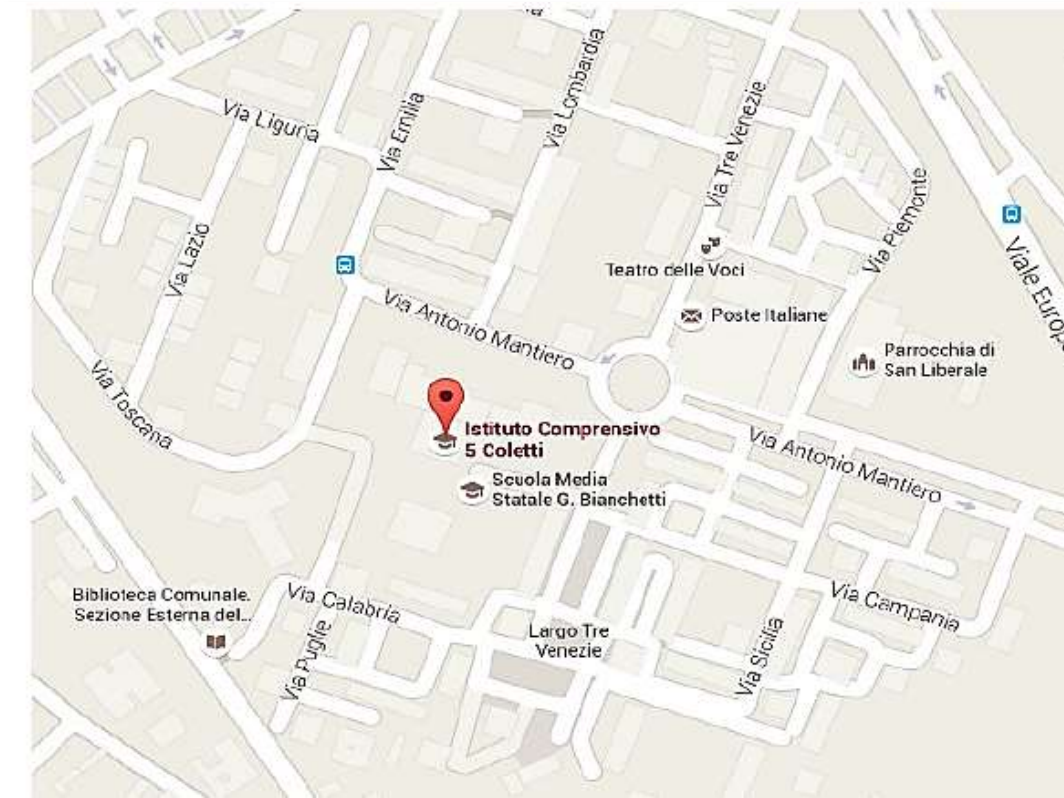 Via Liguria
Via Emilia
Via Lombardia
Via Tre Venezie
Via Piemonte
Via Lazio
Teatro delle Voci
Viale Europa
Via Antonio Mantiero
Poste Italiane
Parrocchia di
San Liberale
Via Toscana
Istituto Comprensivo
5 Coletti
Via Antonio Mantiero
Scuola Media
Statale G. Bianchetti
Biblioteca Comunale.
Sezione Esterna del...
Via Calabria
Via Campania
Largo Tre
Venezie
Via Puglie
Via Sicilia